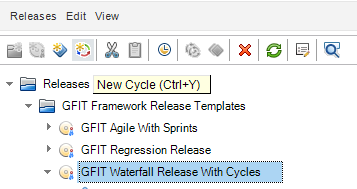 Releases Edit View
Releases New Cycle (Ctrl+Y)
GFIT Framework Release Templates
GFIT Agile With Sprints
GFIT Regression Release
GFIT Waterfall Release With Cycles